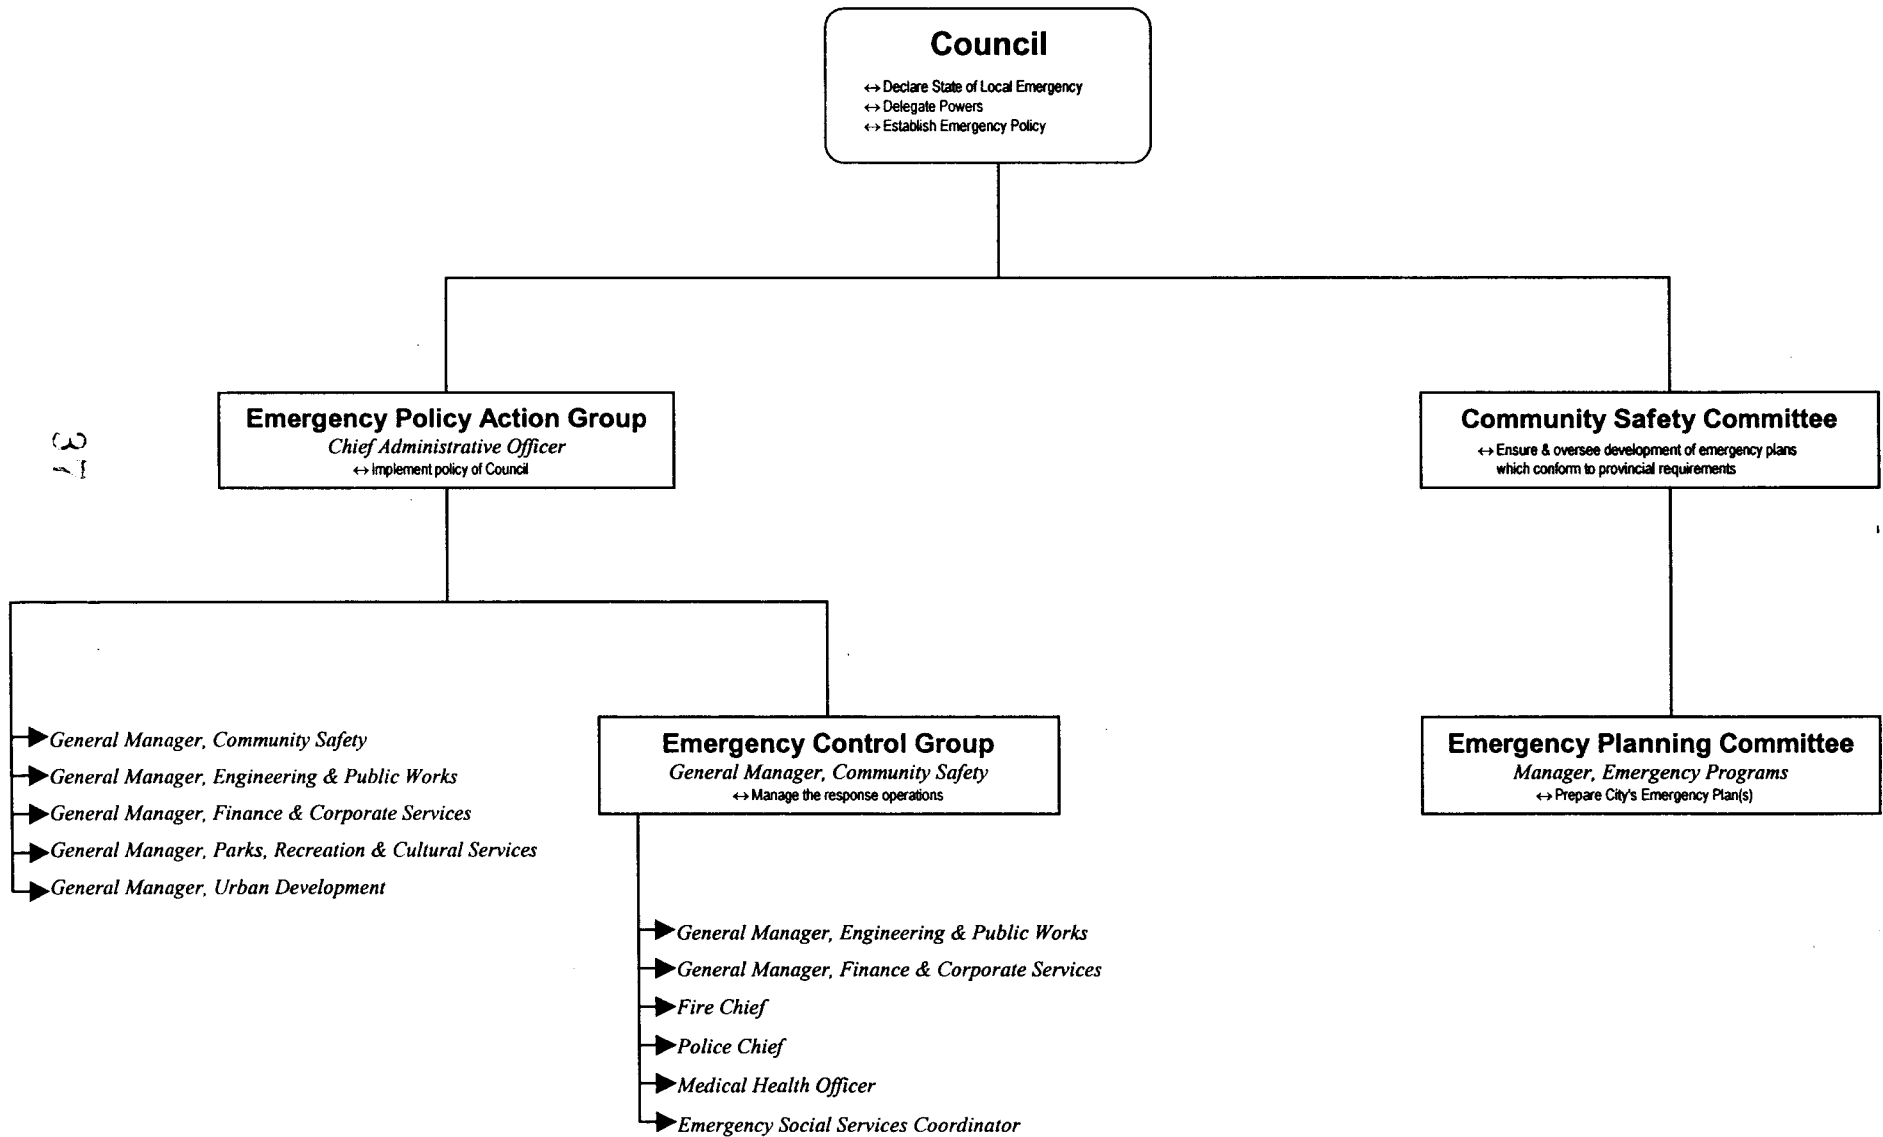 Council
↔ Declare State of Local Emergency
↔ Delegate Powers
↔ Establish Emergency Policy
Emergency Policy Action Group
Chief Administrative Officer
↔ Implement policy of Council
Community Safety Committee
↔ Ensure & oversee development of emergency plans
which conform to provincial requirements
37
General Manager, Community Safety
General Manager, Engineering & Public Works
General Manager, Finance & Corporate Services
General Manager, Parks, Recreation & Cultural Services
General Manager, Urban Development
Emergency Control Group
General Manager, Community Safety
↔ Manage the response operations
Emergency Planning Committee
Manager, Emergency Programs
↔ Prepare City's Emergency Plan(s)
General Manager, Engineering & Public Works
General Manager, Finance & Corporate Services
Fire Chief
Police Chief
Medical Health Officer
Emergency Social Services Coordinator